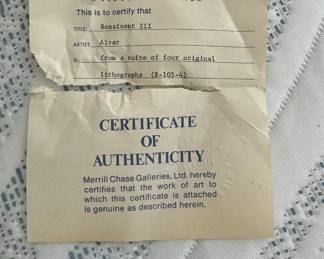 This is to certify that
TITLE: Renaixent III
ARTIST: Alvar
IS: from a suite of four original
lithographs (S-105-4)
CERTIFICATE
OF
AUTHENTICITY
Merrill Chase Galleries, Ltd. hereby
certifies that the work of art to
which this certificate is attached
is genuine as described herein.